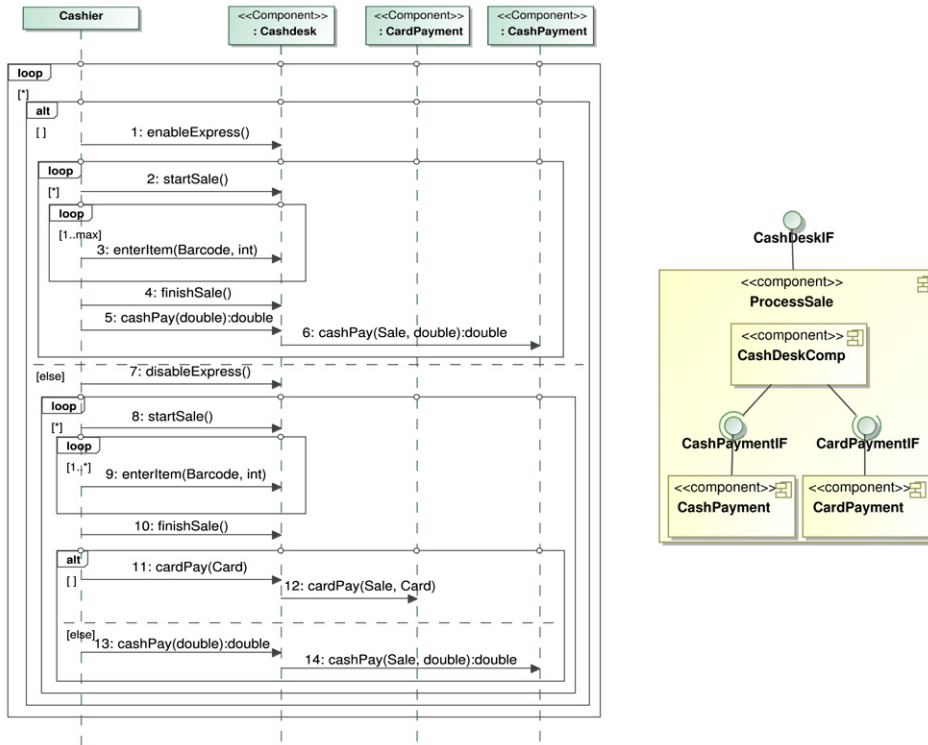 Cashier
<<Component>>
: Cashdesk
<<Component>>
: CardPayment
<<Component>>
: CashPayment
loop
[*]
alt
[ ]
1: enableExpress()
loop
[*]
2: startSale()
loop
[1..max]
3: enterItem(Barcode, int)
4: finishSale()
5: cashPay(double):double
6: cashPay(Sale, double):double
[else]
7: disableExpress()
loop
[*]
8: startSale()
loop
[1..*]
9: enterItem(Barcode, int)
10: finishSale()
alt
[ ]
11: cardPay(Card)
12: cardPay(Sale, Card)
[else]
13: cashPay(double):double
14: cashPay(Sale, double):double
CashDeskIF
<<component>>
ProcessSale
<<component>>
CashDeskComp
CashPaymentIF
CardPaymentIF
<<component>>
CashPayment
<<component>>
CardPayment